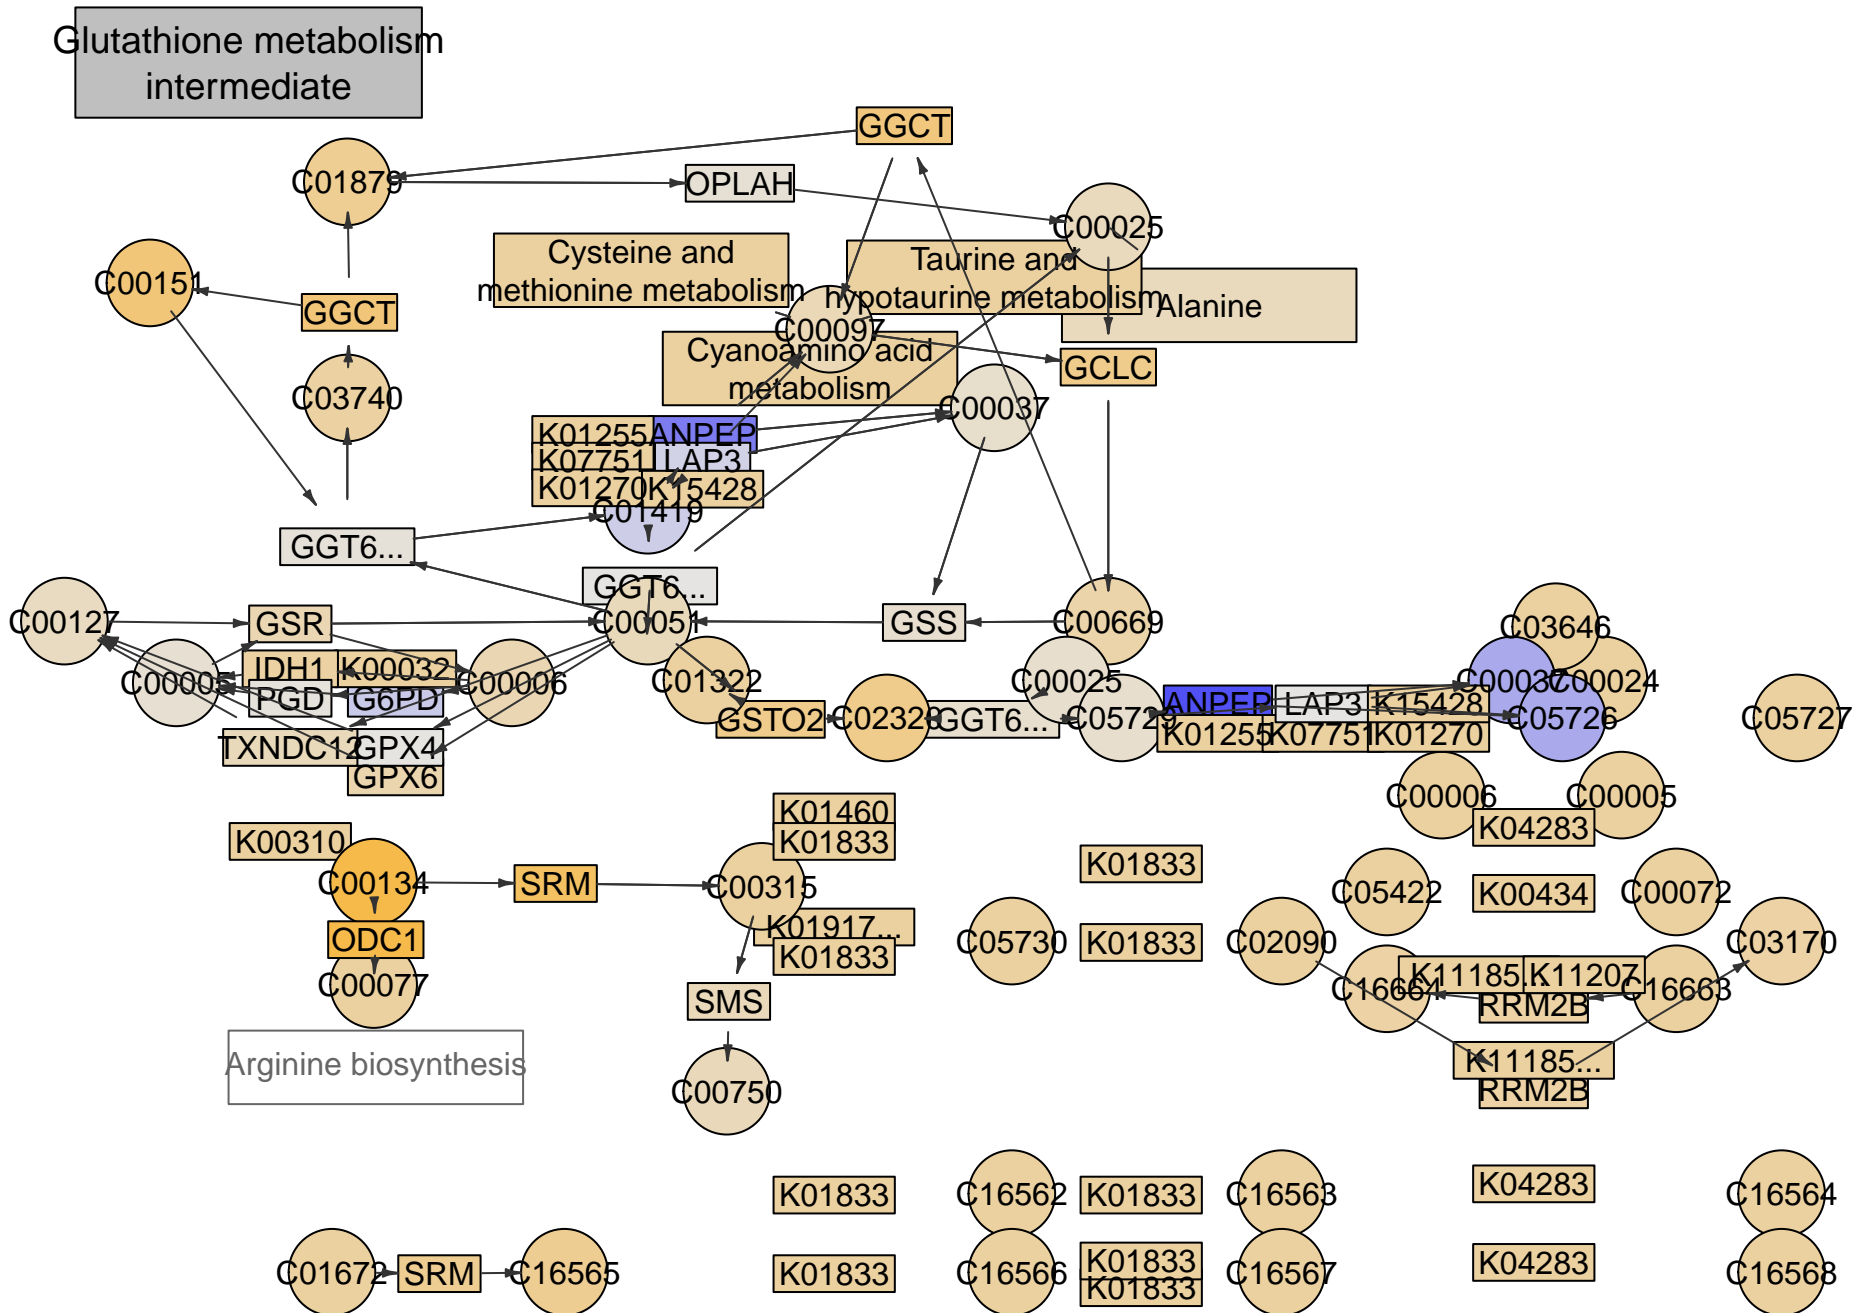 Glutathione metabolism
intermediate
GGCT
C01879
OPLAH
C00025
Cysteine and
methionine metabolism
Taurine and
hypotaurine metabolism
Alanine
C00151
GGCT
C00097
Cyanoamino acid
metabolism
GCLC
C03740
C00037
K01255
ANPEP
K07751
LAP3
K01270
K15428
C01419
GGT6...
GGT6...
C00127
GSR
C00051
GSS
C00669
C03646
IDH1
K00032
C00005
PGD
G6PD
C00006
C01322
C00025
C00037
C00024
GSTO2
C02320
GGT6...
C05729
ANPEP
LAP3
K15428
C05726
C05727
K01255
K07751
K01270
TXNDC12
GPX4
GPX6
C00006
C00005
K01460
K04283
K00310
K01833
K01833
C00134
SRM
C00315
C05422
K00434
C00072
K01917...
ODC1
K01833
C05730
K01833
C02090
C03170
C00077
SMS
C16664
K11185...
K11207
C16663
RRM2B
Arginine biosynthesis
K11185...
RRM2B
C00750
K01833
C16562
K01833
C16563
K04283
C16564
C01672
SRM
C16565
K01833
C16566
K01833
K01833
C16567
K04283
C16568